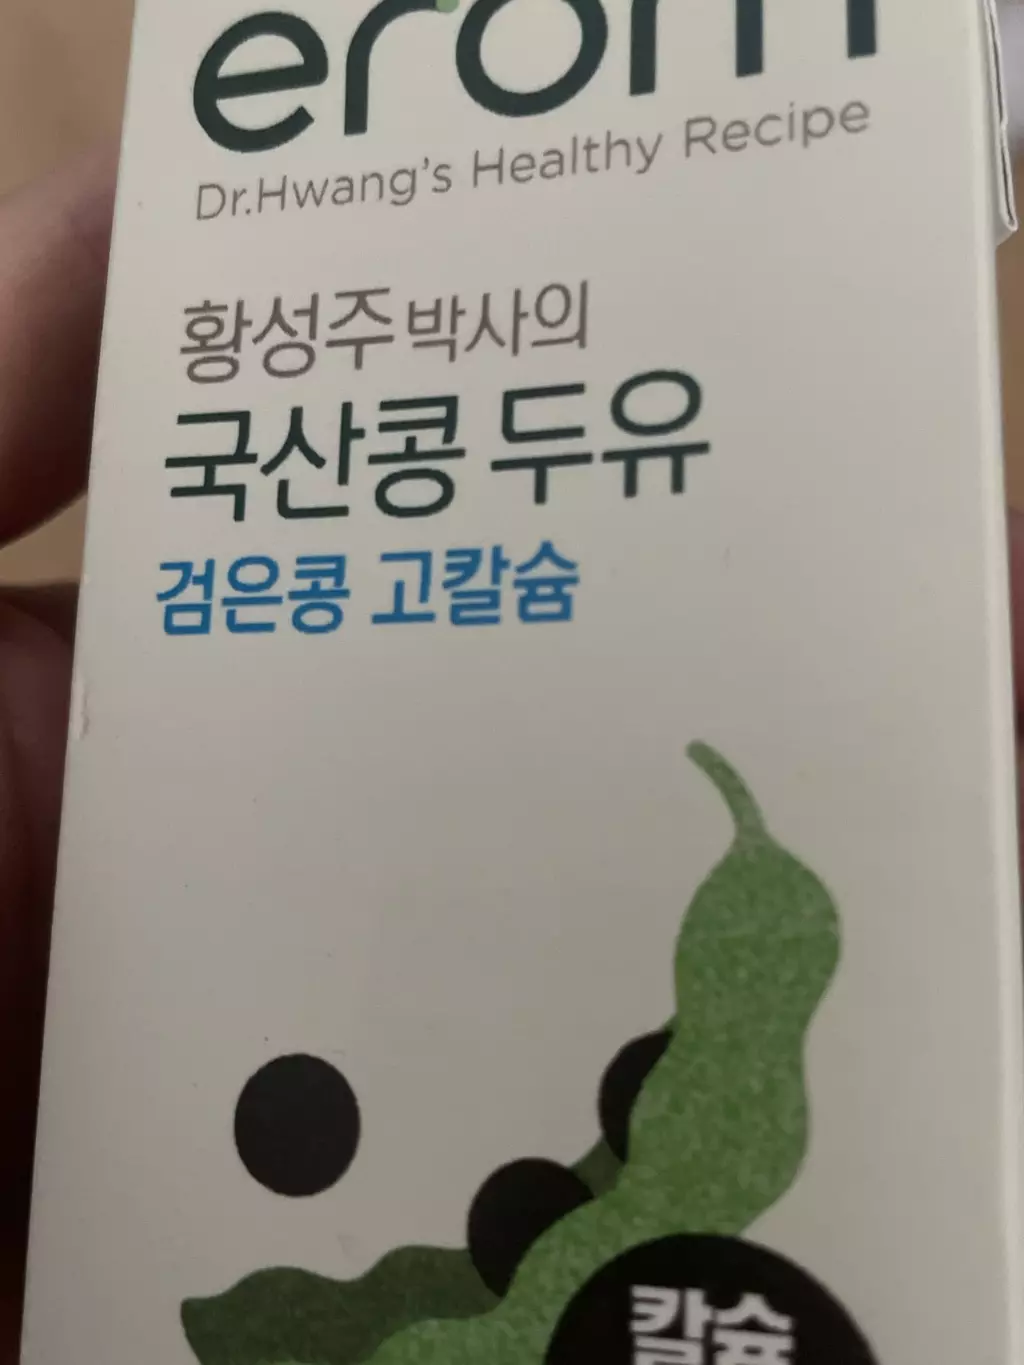 erom
Dr.Hwang's Healthy Recipe
황성주 박사의
국산콩 두유
검은콩 고칼슘
칼슘